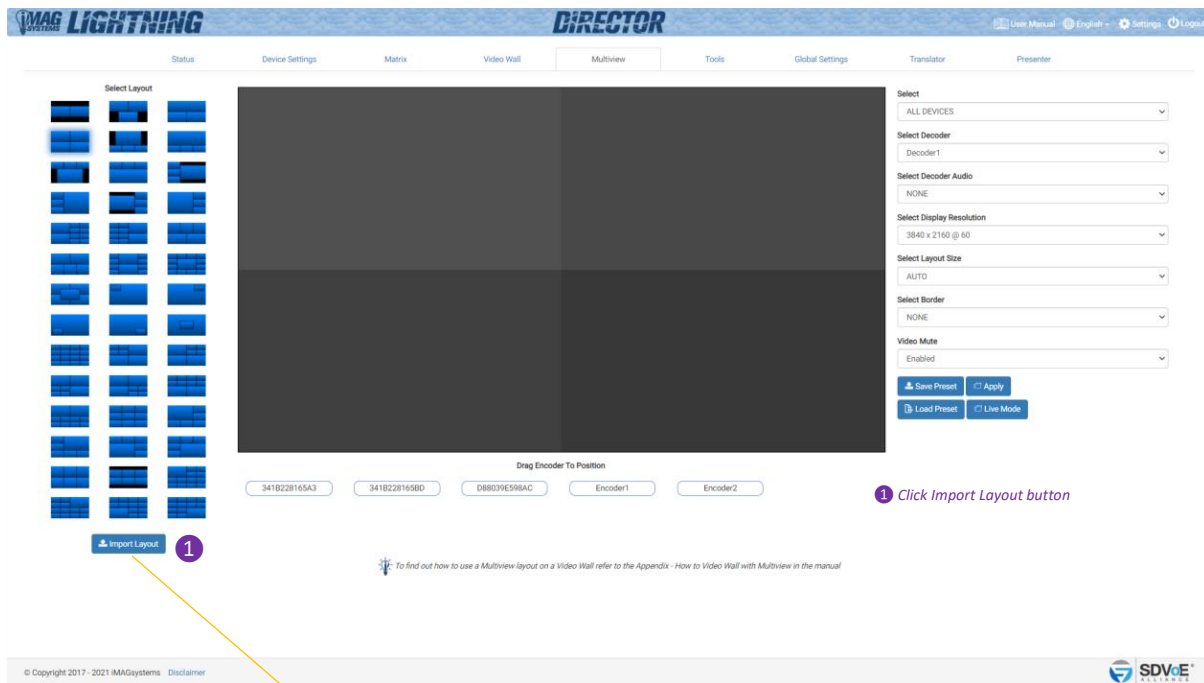 iMAG SYSTEMS LiGHTNiNG
DiRECTOR
User Manual English Settings Logout
Status Device Settings Matrix Video Wall Multiview Tools Global Settings Translator Presenter
Select Layout
Select
ALL DEVICES
Select Decoder
Decoder1
Select Decoder Audio
NONE
Select Display Resolution
3840 x 2160 @ 60
Select Layout Size
AUTO
Select Border
NONE
Video Mute
Enabled
Save Preset Apply
Load Preset Live Mode
Drag Encoder To Position
341B228165A3 341B228165BD D88039E598AC Encoder1 Encoder2
1 Click Import Layout button
Import Layout 1
To find out how to use a Multiview layout on a Video Wall refer to the Appendix - How to Video Wall with Multiview in the manual
© Copyright 2017 - 2021 iMAGsystems Disclaimer
SDVoE
ALLIANCE